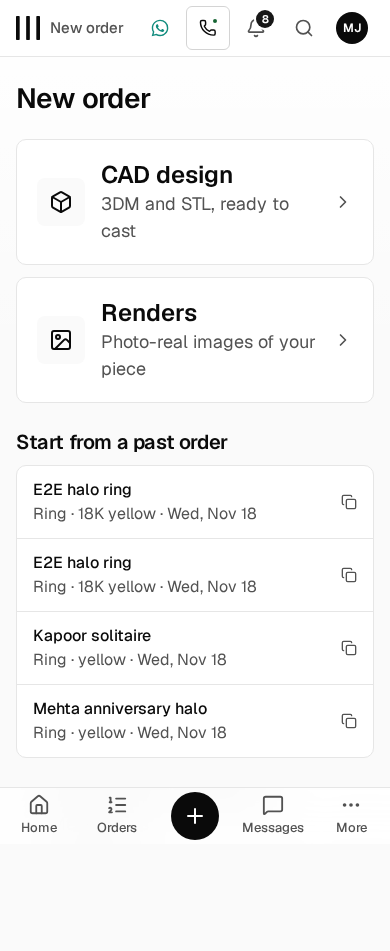 New order
8
MJ
New order
CAD design
3DM and STL, ready to
cast
Renders
Photo-real images of your
piece
Start from a past order
E2E halo ring
Ring · 18K yellow · Wed, Nov 18
E2E halo ring
Ring · 18K yellow · Wed, Nov 18
Kapoor solitaire
Ring · yellow · Wed, Nov 18
Mehta anniversary halo
Ring · yellow · Wed, Nov 18
Home
Orders
Messages
More